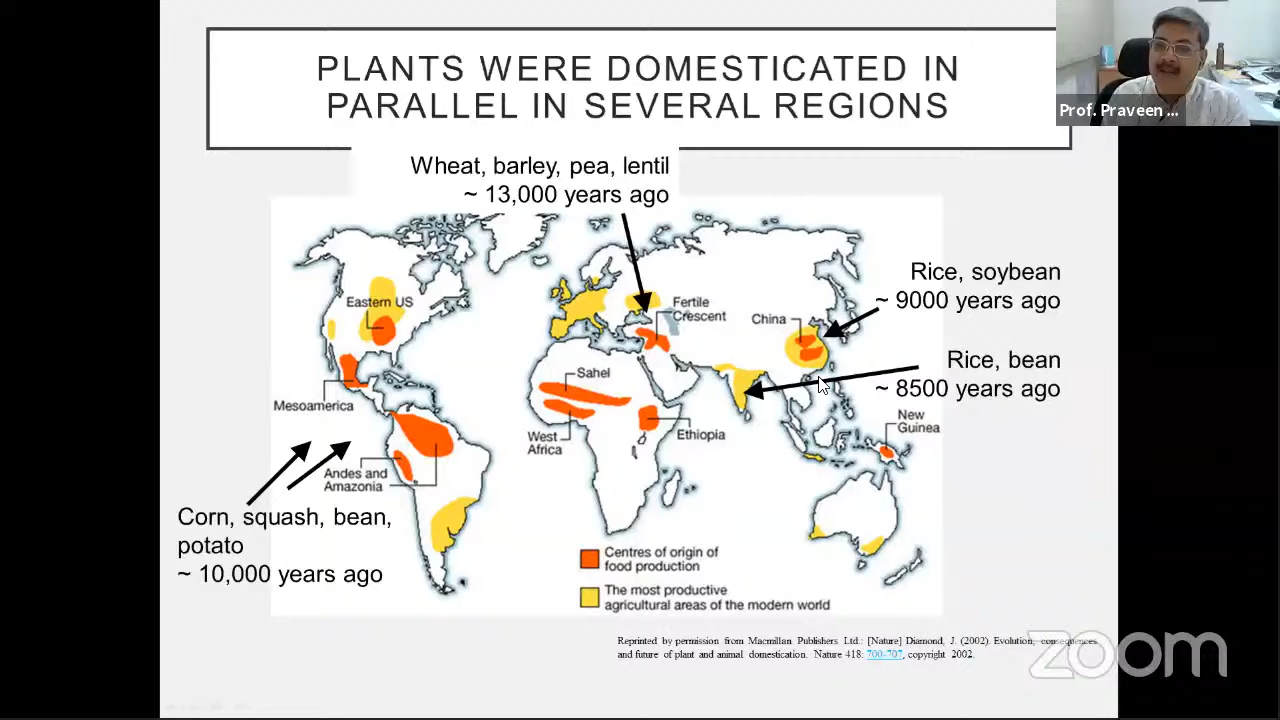 PLANTS WERE DOMESTICATED IN
PARALLEL IN SEVERAL REGIONS
Prof. Praveen ...
Wheat, barley, pea, lentil
~ 13,000 years ago
Rice, soybean
~ 9000 years ago
Rice, bean
~ 8500 years ago
Eastern US
Fertile
Crescent
China
Sahel
Mesoamerica
West
Africa
Ethiopia
New
Guinea
Andes and
Amazonia
Corn, squash, bean,
potato
~ 10,000 years ago
Centres of origin of
food production
The most productive
agricultural areas of the modern world
Reprinted by permission from Macmillan Publishers Ltd.: [Nature] Diamond, J. (2002). Evolution, consequences
and future of plant and animal domestication. Nature 418: 700-707, copyright 2002.
zoom